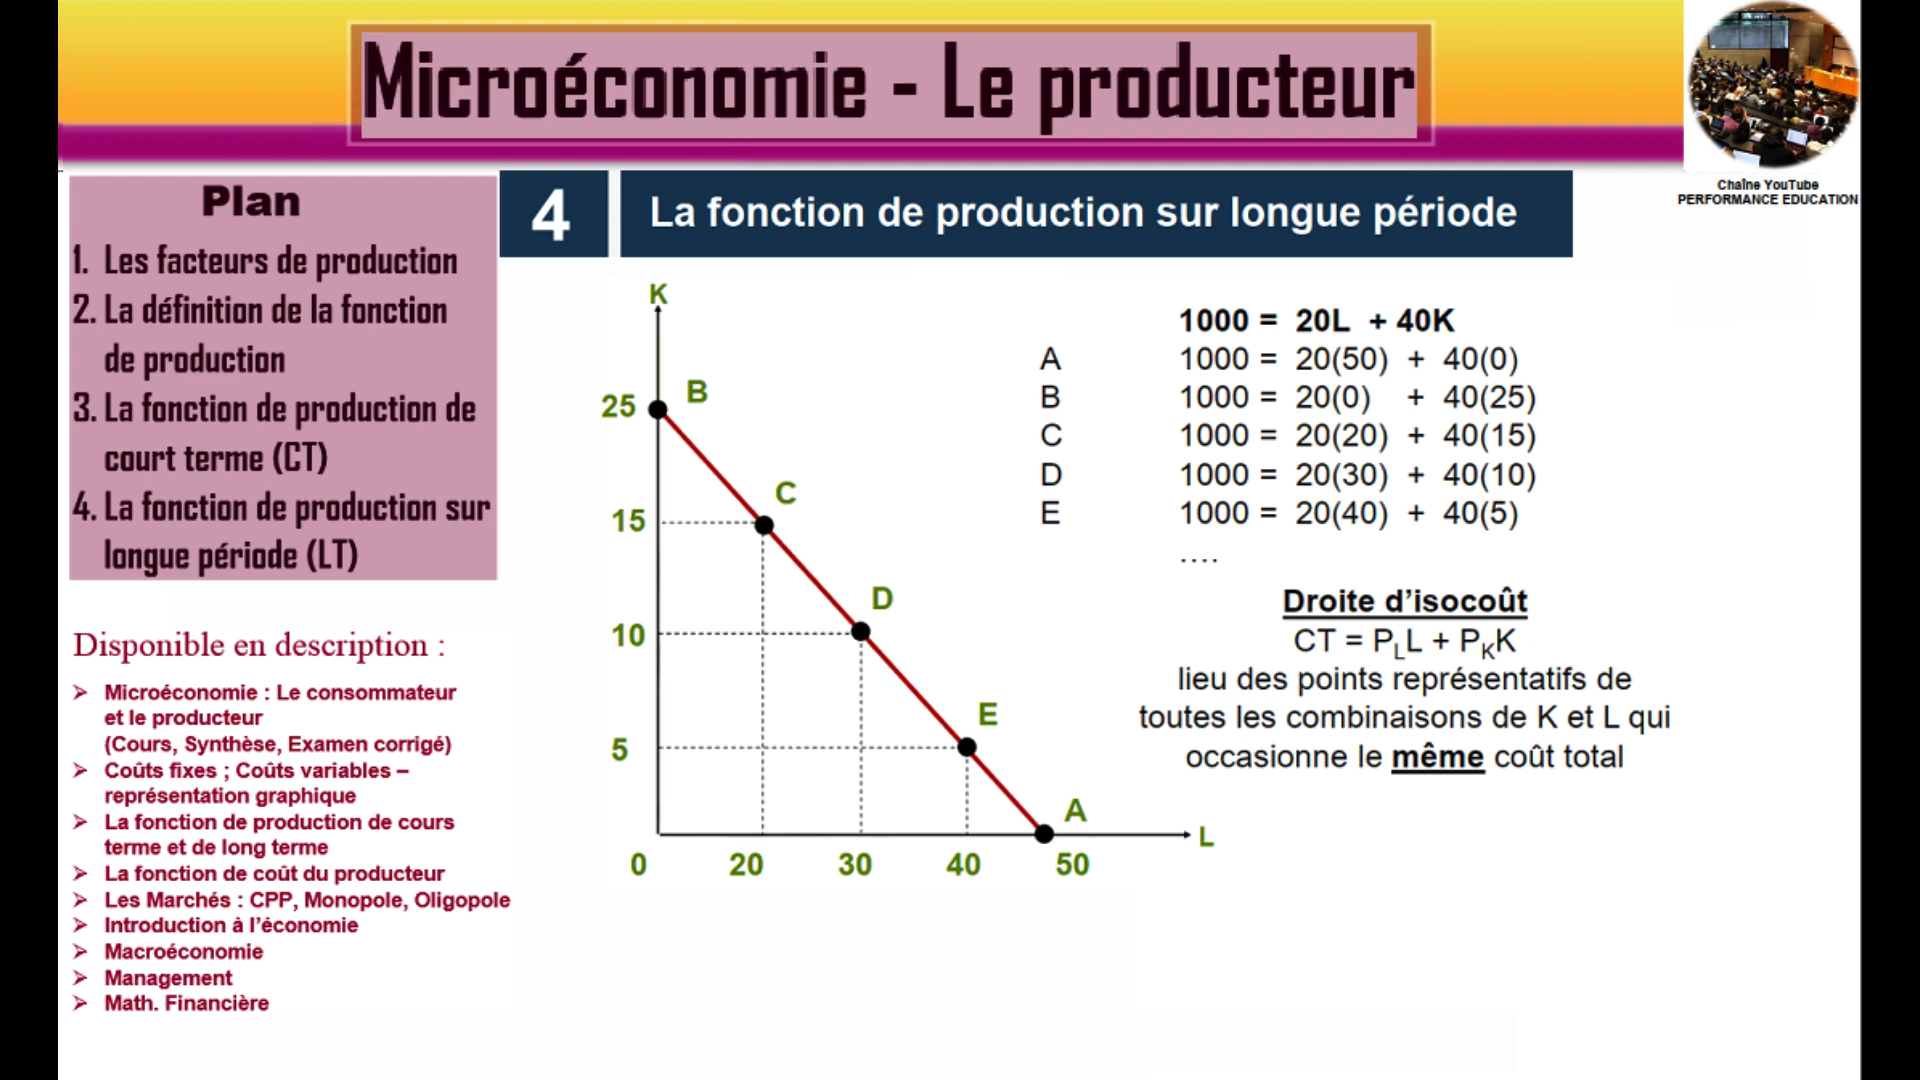 Microéconomie - Le producteur
Chaîne YouTube
PERFORMANCE EDUCATION
Plan
1. Les facteurs de production
2. La définition de la fonction
de production
3. La fonction de production de
court terme (CT)
4. La fonction de production sur
longue période (LT)
Disponible en description :
➢ Microéconomie : Le consommateur
et le producteur
(Cours, Synthèse, Examen corrigé)
➢ Coûts fixes ; Coûts variables –
représentation graphique
➢ La fonction de production de cours
terme et de long terme
➢ La fonction de coût du producteur
➢ Les Marchés : CPP, Monopole, Oligopole
➢ Introduction à l'économie
➢ Macroéconomie
➢ Management
➢ Math. Financière
4
La fonction de production sur longue période
K
25 B
C
15
D
10
E
5
A
L
0 20 30 40 50
1000 = 20L + 40K
A 1000 = 20(50) + 40(0)
B 1000 = 20(0) + 40(25)
C 1000 = 20(20) + 40(15)
D 1000 = 20(30) + 40(10)
E 1000 = 20(40) + 40(5)
....
Droite d'isocoût
CT = P_L L + P_K K
lieu des points représentatifs de
toutes les combinaisons de K et L qui
occasionne le même coût total